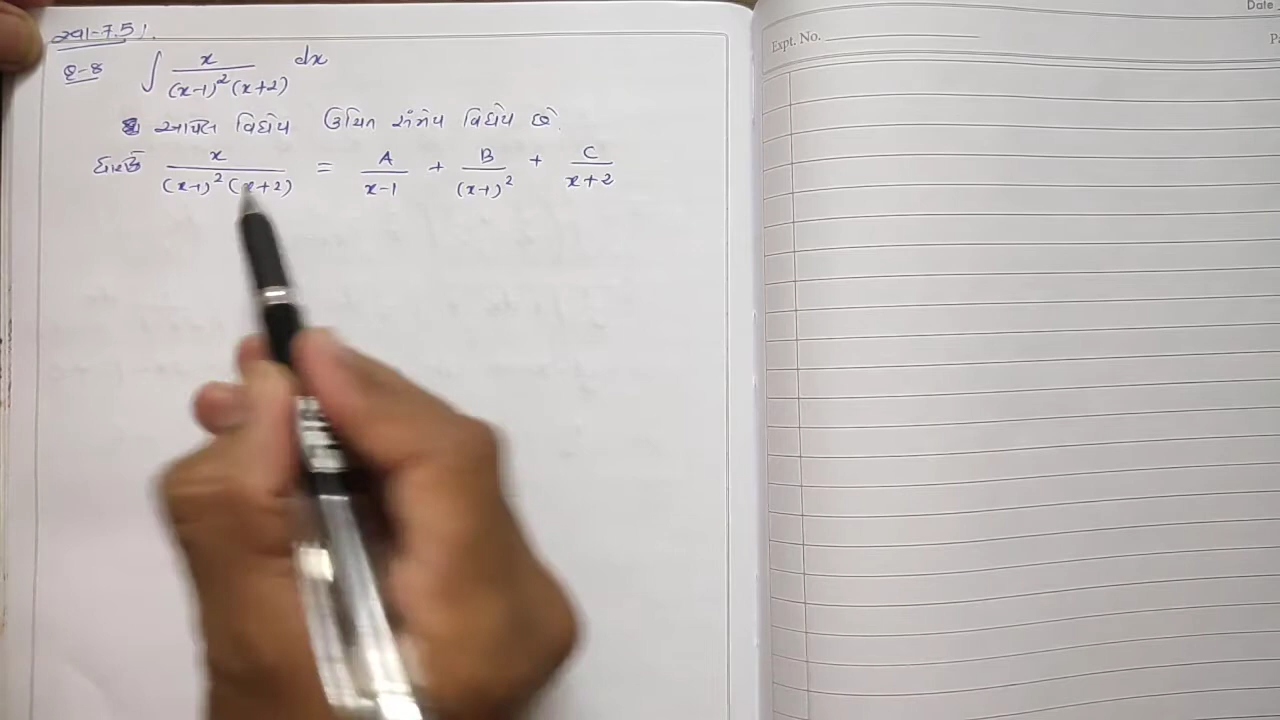 સ્વા-7.5 !.
Q-8 ∫ x / (x-1)² (x+2) dx
આપેલ વિધેય ઉચિત સંમેય વિધેય છે.
ધારો કે x / (x-1)² (x+2) = A / x-1 + B / (x-1)² + C / x+2
Expt. No.
Date